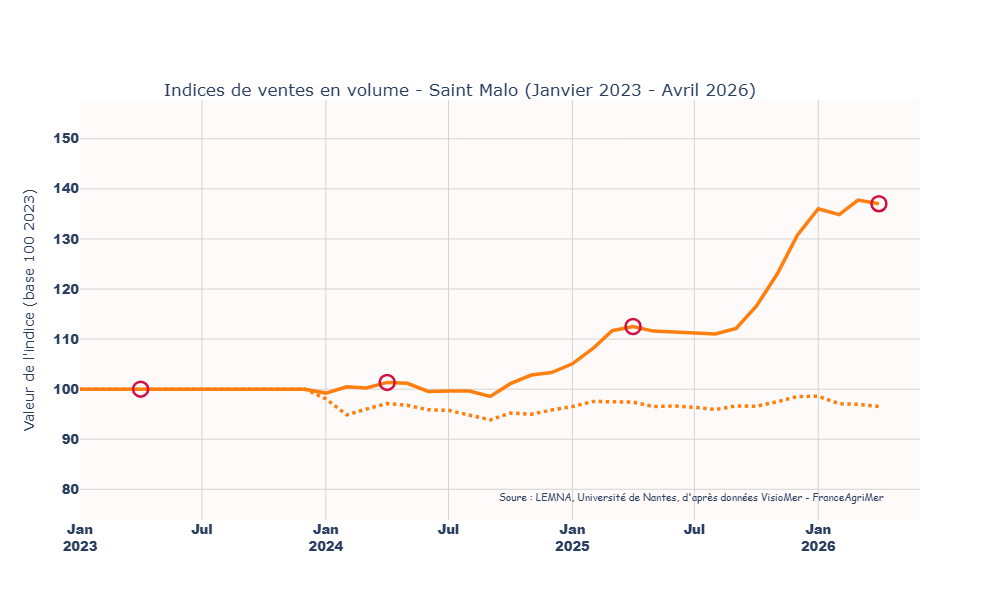 Indices de ventes en volume - Saint Malo (Janvier 2023 - Avril 2026)
Valeur de l'indice (base 100 2023)
150
140
130
120
110
100
90
80
Soure : LEMNA, Université de Nantes, d'après données VisioMer - FranceAgriMer
Jan Jul Jan Jul Jan Jul Jan
2023 2024 2025 2026